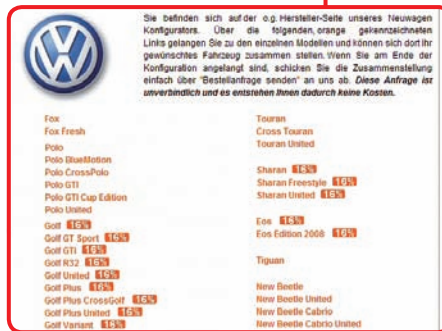 Sie befinden sich auf der o.g. Hersteller-Seite unseres Neuwagen
Konfigurators. Über die folgenden, orange gekennzeichneten
Links gelangen Sie zu den einzelnen Modellen und können sich dort ihr
gewünschtes Fahrzeug zusammen stellen. Wenn Sie am Ende der
Konfiguration angelangt sind, schicken Sie die Zusammenstellung
einfach über "Bestellanfrage senden" an uns ab. Diese Anfrage ist
unverbindlich und es entstehen Ihnen dadurch keine Kosten.
Fox
Fox Fresh
Polo
Polo BlueMotion
Polo CrossPolo
Polo GTI
Polo GTI Cup Edition
Polo United
Golf 16%
Golf GT Sport 16%
Golf GTI 16%
Golf R32 16%
Golf United 16%
Golf Plus 16%
Golf Plus CrossGolf 16%
Golf Plus United 16%
Golf Variant 16%
Touran
Cross Touran
Touran United
Sharan 16%
Sharan Freestyle 16%
Sharan United 16%
Eos 16%
Eos Edition 2008 16%
Tiguan
New Beetle
New Beetle United
New Beetle Cabrio
New Beetle Cabrio United